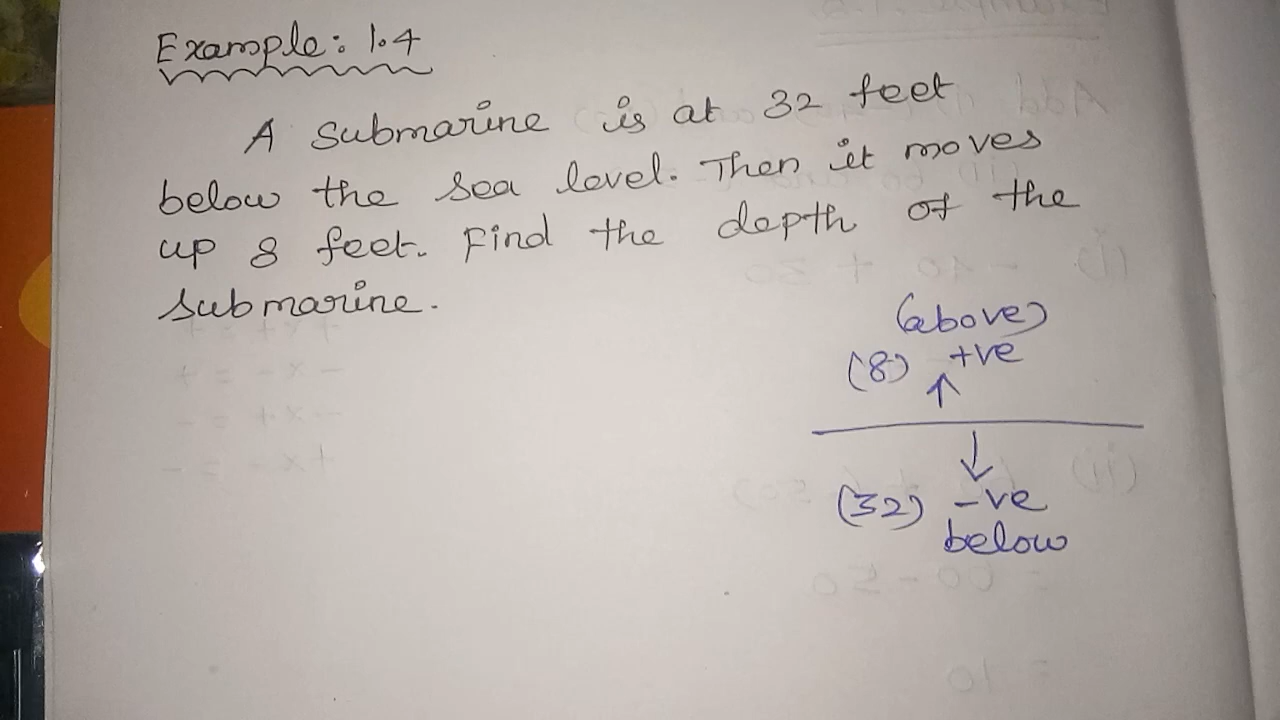 Example: 1.4
A submarine is at 32 feet
below the sea level. Then it moves
up 8 feet. Find the depth of the
submarine.
(above)
(8) +ve
(32) -ve
below